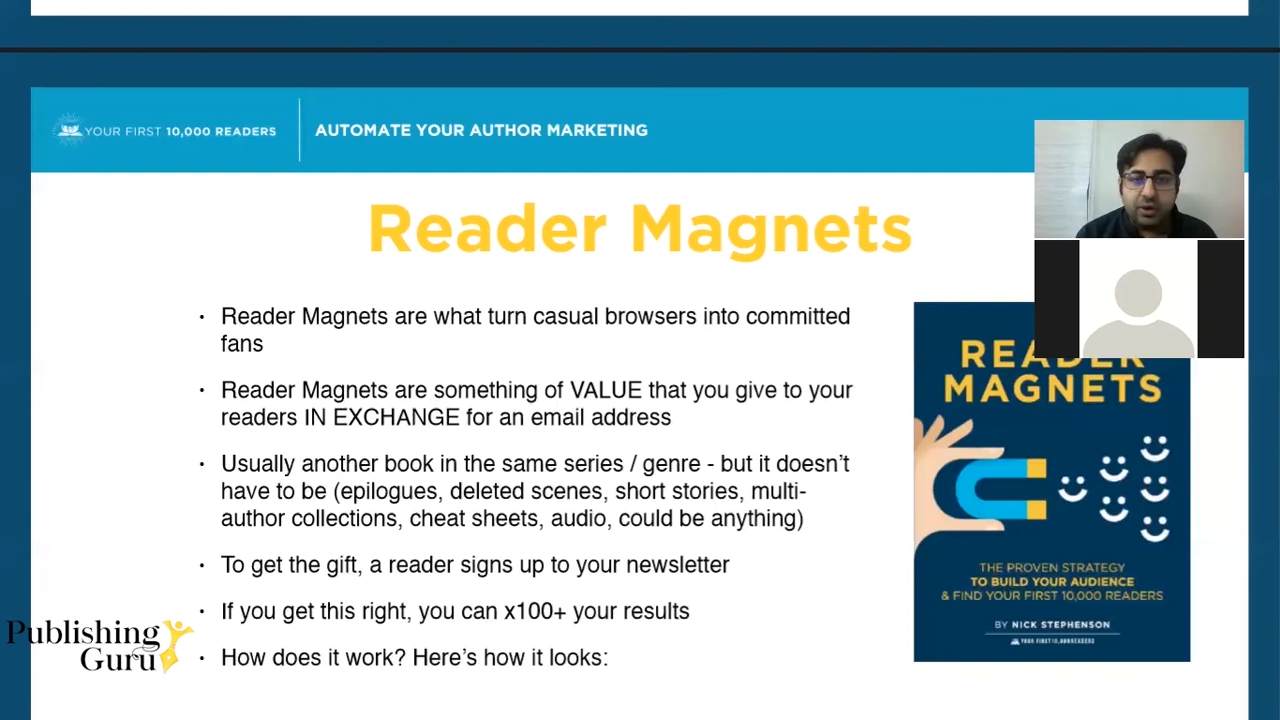 YOUR FIRST 10,000 READERS
AUTOMATE YOUR AUTHOR MARKETING
Reader Magnets
• Reader Magnets are what turn casual browsers into committed
fans
• Reader Magnets are something of VALUE that you give to your
readers IN EXCHANGE for an email address
• Usually another book in the same series / genre - but it doesn’t
have to be (epilogues, deleted scenes, short stories, multi-
author collections, cheat sheets, audio, could be anything)
• To get the gift, a reader signs up to your newsletter
• If you get this right, you can x100+ your results
• How does it work? Here’s how it looks:
READER
MAGNETS
THE PROVEN STRATEGY
TO BUILD YOUR AUDIENCE
& FIND YOUR FIRST 10,000 READERS
BY NICK STEPHENSON
YOUR FIRST 10,000 READERS
Publishing
Guru